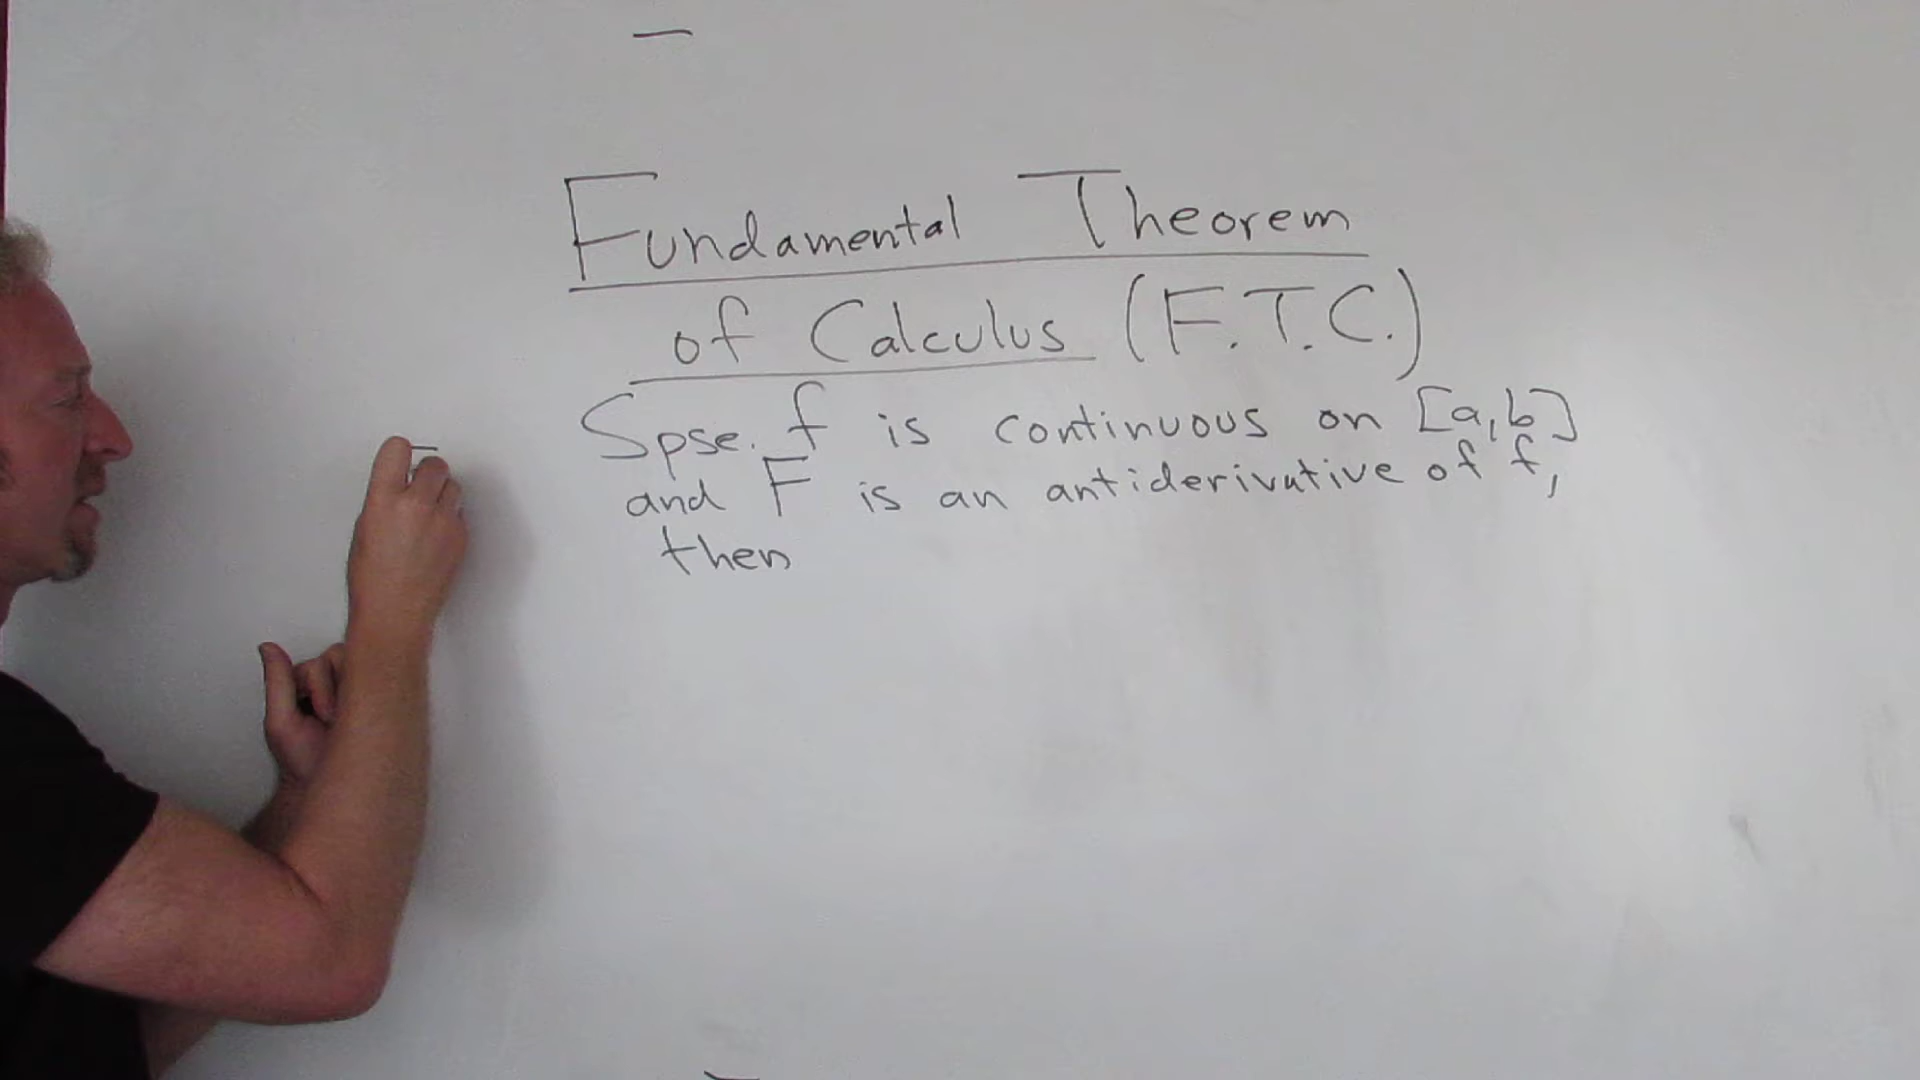 Fundamental Theorem
of Calculus (F.T.C.)
Spse. f is continuous on [a,b]
and F is an antiderivative of f,
then